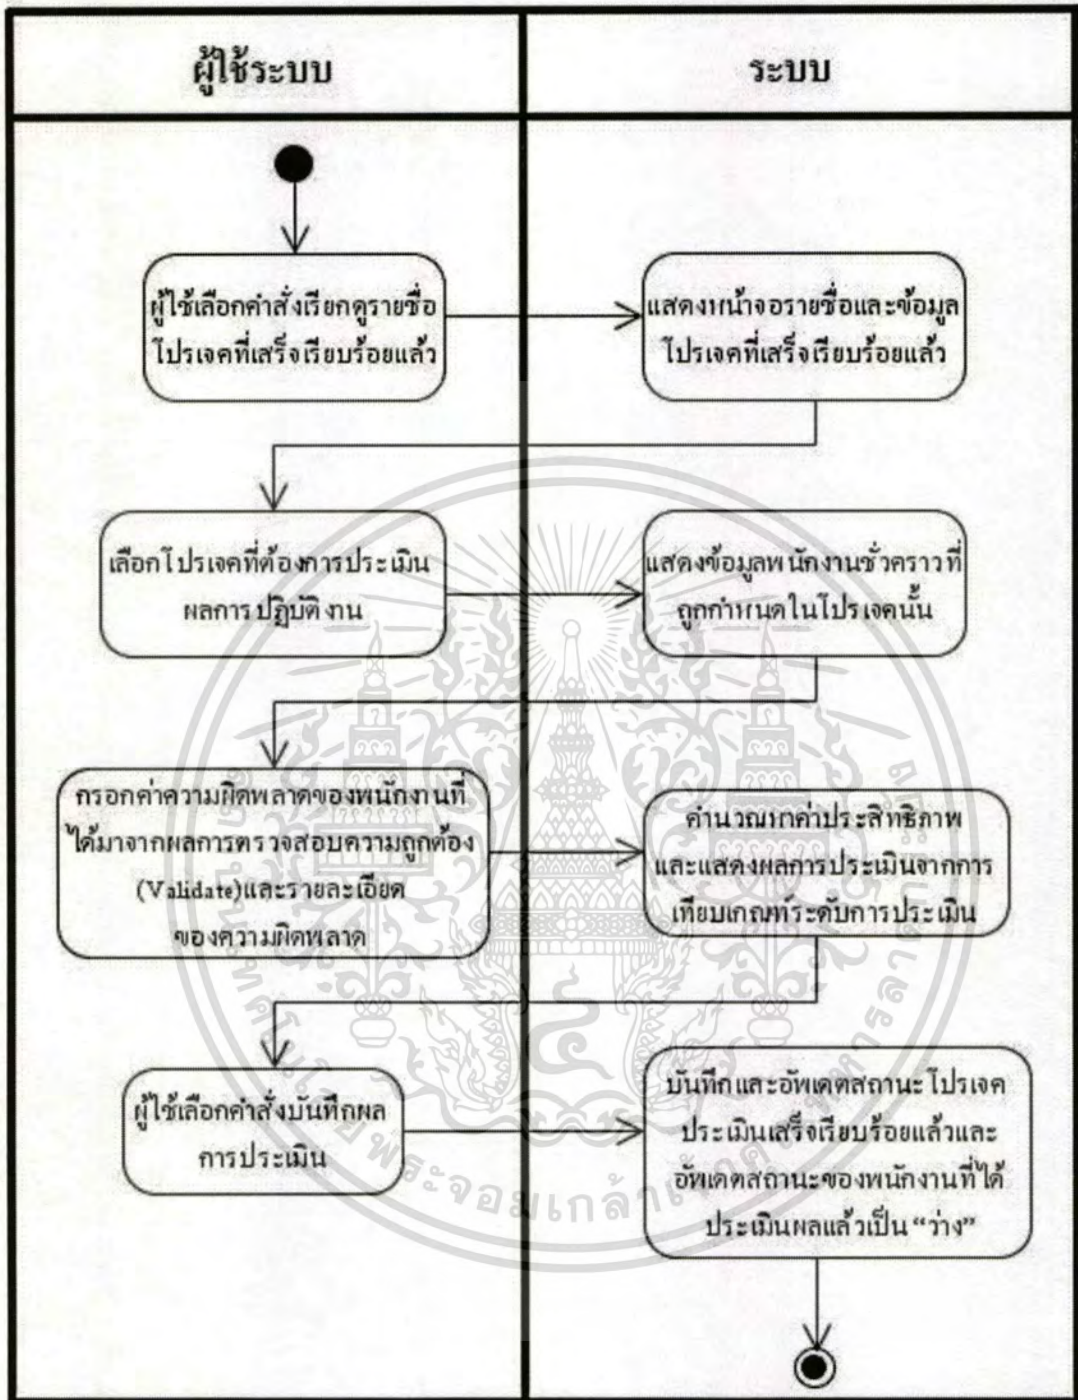 ผู้ใช้ระบบ
ระบบ
ผู้ใช้เลือกคำสั่งเรียกดูรายชื่อ
โปรเจคที่เสร็จเรียบร้อยแล้ว
แสดงหน้าจอรายชื่อและข้อมูล
โปรเจคที่เสร็จเรียบร้อยแล้ว
เลือกโปรเจคที่ต้องการประเมิน
ผลการปฏิบัติงาน
แสดงข้อมูลพนักงานชั่วคราวที่
ถูกกำหนดในโปรเจคนั้น
กรอกค่าความผิดพลาดของพนักงานที่
ได้มาจากผลการตรวจสอบความถูกต้อง
(Validate)และรายละเอียด
ของความผิดพลาด
คำนวณหาค่าประสิทธิภาพ
และแสดงผลการประเมินจากการ
เทียบเกณฑ์ระดับการประเมิน
ผู้ใช้เลือกคำสั่งบันทึกผล
การประเมิน
บันทึกและอัพเดตสถานะโปรเจค
ประเมินเสร็จเรียบร้อยแล้วและ
อัพเดตสถานะของพนักงานที่ได้
ประเมินผลแล้วเป็น “ว่าง”